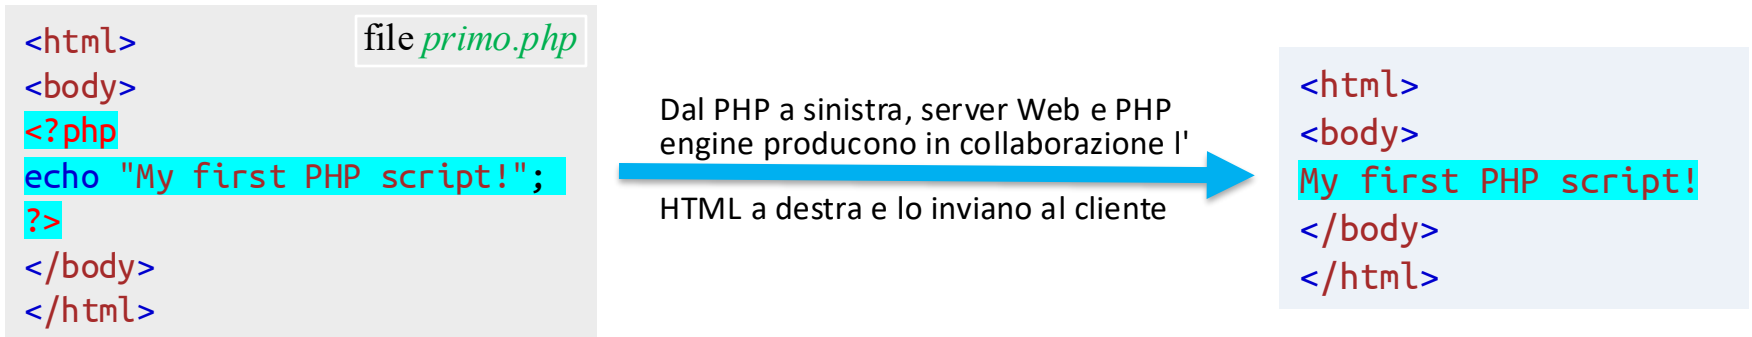 <html>
file primo.php
<body>
<?php
echo "My first PHP script!";
?>
</body>
</html>
Dal PHP a sinistra, server Web e PHP
engine producono in collaborazione l'
HTML a destra e lo inviano al cliente
<html>
<body>
My first PHP script!
</body>
</html>